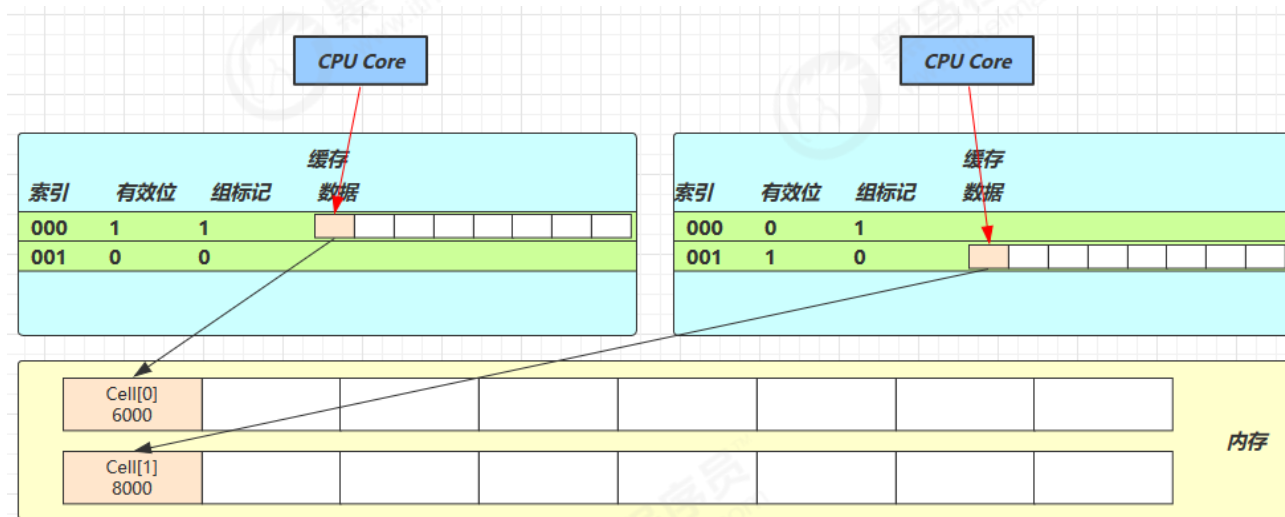 CPU Core
CPU Core
缓存
索引 有效位 组标记 数据
000 1 1
001 0 0
缓存
索引 有效位 组标记 数据
000 0 1
001 1 0
Cell[0]
6000
Cell[1]
8000
内存